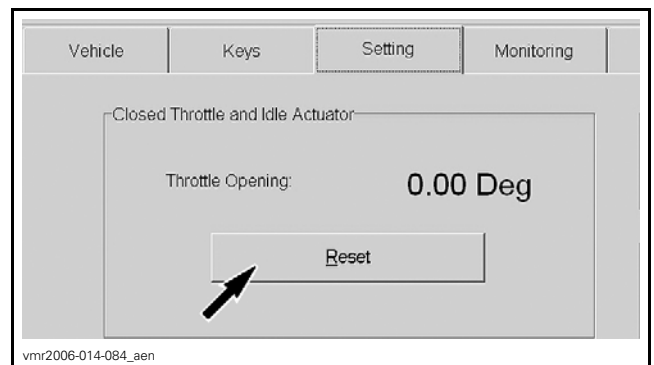 Vehicle Keys Setting Monitoring
Closed Throttle and Idle Actuator
Throttle Opening: 0.00 Deg
Reset
vmr2006-014-084_aen